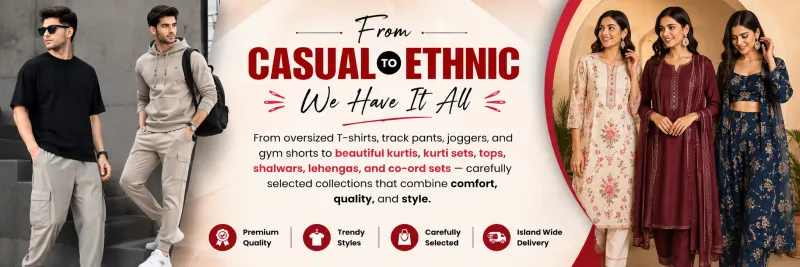 From
CASUAL TO ETHNIC
We Have It All
From oversized T-shirts, track pants, joggers, and
gym shorts to beautiful kurtis, kurti sets, tops,
shalwars, lehengas, and co-ord sets — carefully
selected collections that combine comfort,
quality, and style.
Premium
Quality
Trendy
Styles
Carefully
Selected
Island Wide
Delivery